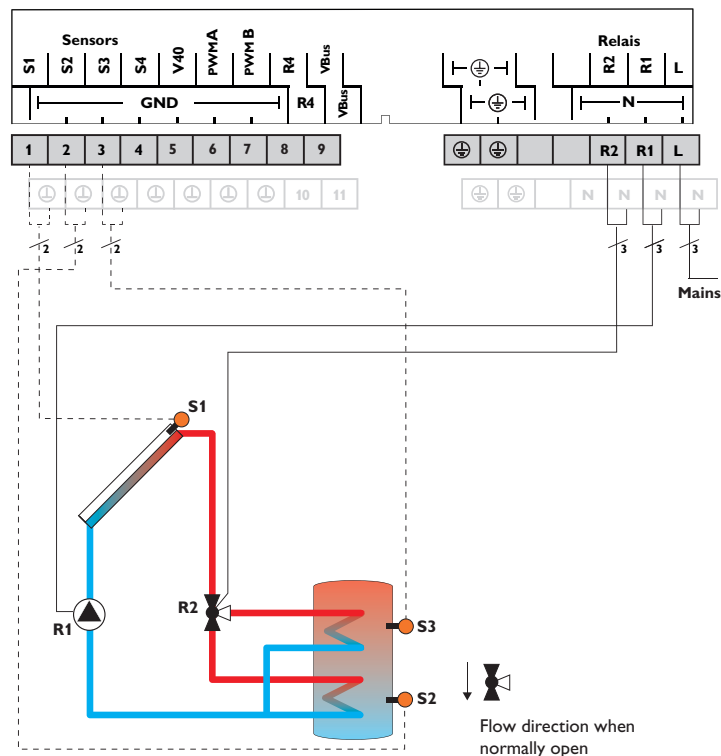 Sensors
Relais
S1 S2 S3 S4 V40 PWMA PWM B R4 VBus
R2 R1 L
GND R4 VBus
N
1 2 3 4 5 6 7 8 9
R2 R1 L
10 11
N N N N
2 2 2
3 3 3
Mains
S1
R2
R1
S3
S2
Flow direction when
normally open